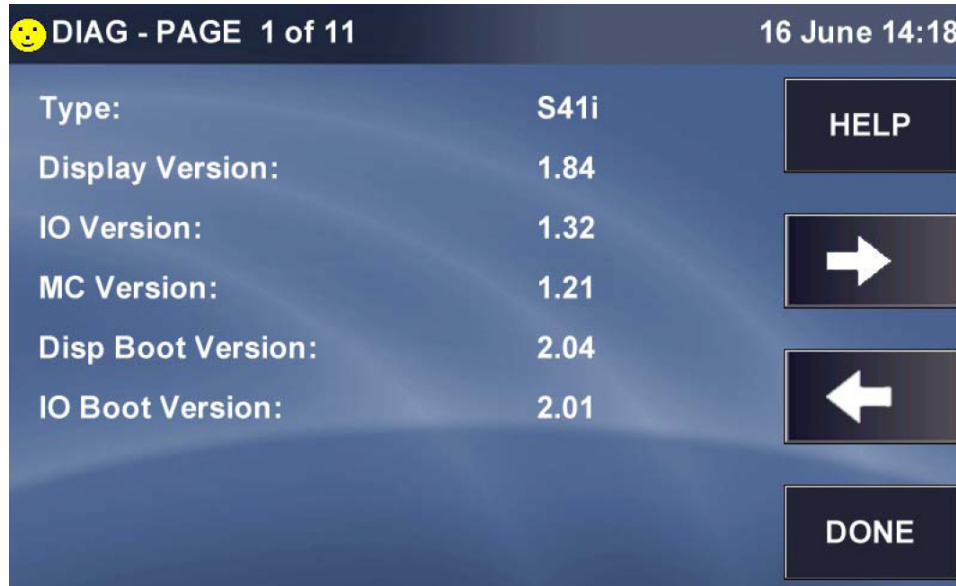 DIAG - PAGE 1 of 11 16 June 14:18
Type: S41i
HELP
Display Version: 1.84
IO Version: 1.32
MC Version: 1.21
Disp Boot Version: 2.04
IO Boot Version: 2.01
DONE